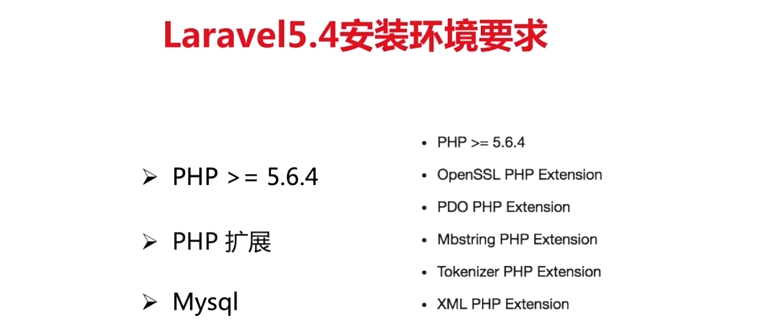 Laravel5.4安装环境要求
PHP >= 5.6.4
PHP 扩展
Mysql
PHP >= 5.6.4
OpenSSL PHP Extension
PDO PHP Extension
Mbstring PHP Extension
Tokenizer PHP Extension
XML PHP Extension